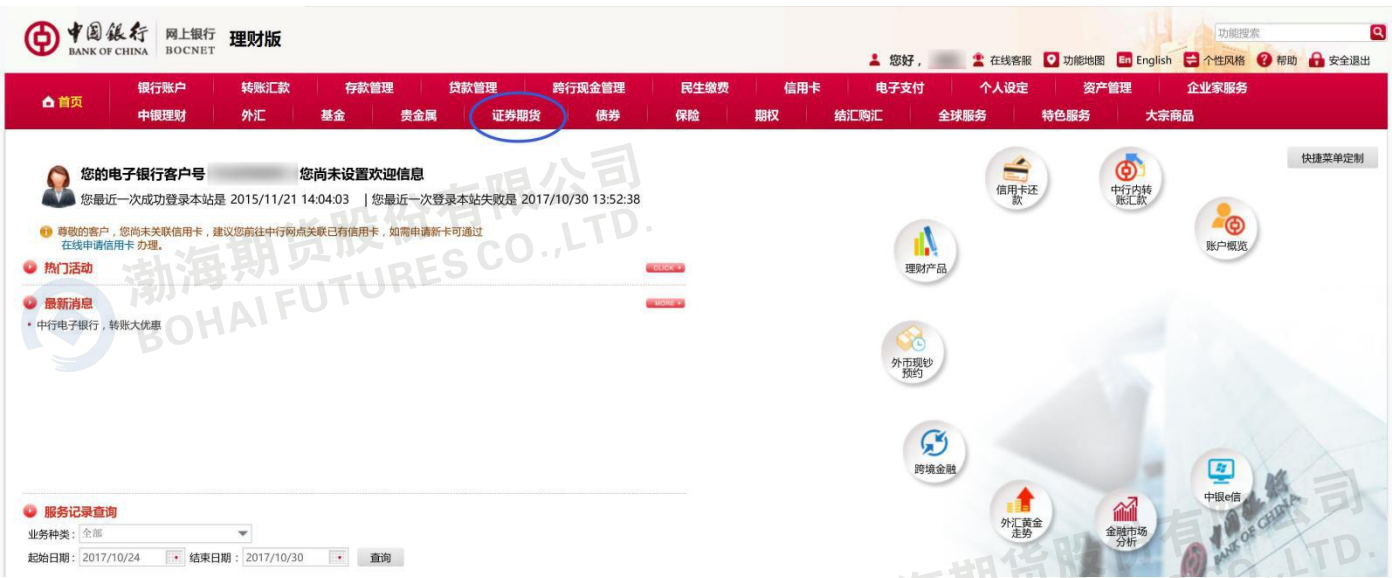 中国银行 网上银行 理财版
BANK OF CHINA BOCNET
功能搜索
您好， 在线客服 功能地图 En English 个性风格 帮助 安全退出
首页
银行账户 转账汇款 存款管理 贷款管理 跨行现金管理 民生缴费 信用卡 电子支付 个人设定 资产管理 企业家服务
中银理财 外汇 基金 贵金属 证券期货 债券 保险 期权 结汇购汇 全球服务 特色服务 大宗商品
快捷菜单定制
您的电子银行客户号 您尚未设置欢迎信息
您最近一次成功登录本站是 2015/11/21 14:04:03 | 您最近一次登录本站失败是 2017/10/30 13:52:38
尊敬的客户，您尚未关联信用卡，建议您前往中行网点关联已有信用卡，如需申请新卡可通过
在线申请信用卡 办理。
热门活动
CLICK
最新消息
MORE
中行电子银行，转账大优惠
信用卡还
款
中行内转
账汇款
账户概览
理财产品
外币现钞
预约
跨境金融
中银e信
外汇黄金
走势
金融市场
分析
服务记录查询
业务种类： 全部
起始日期： 2017/10/24 结束日期： 2017/10/30 查询
渤海期货股份有限公司
BOHAI FUTURES CO.,LTD.
BANK OF CHINA